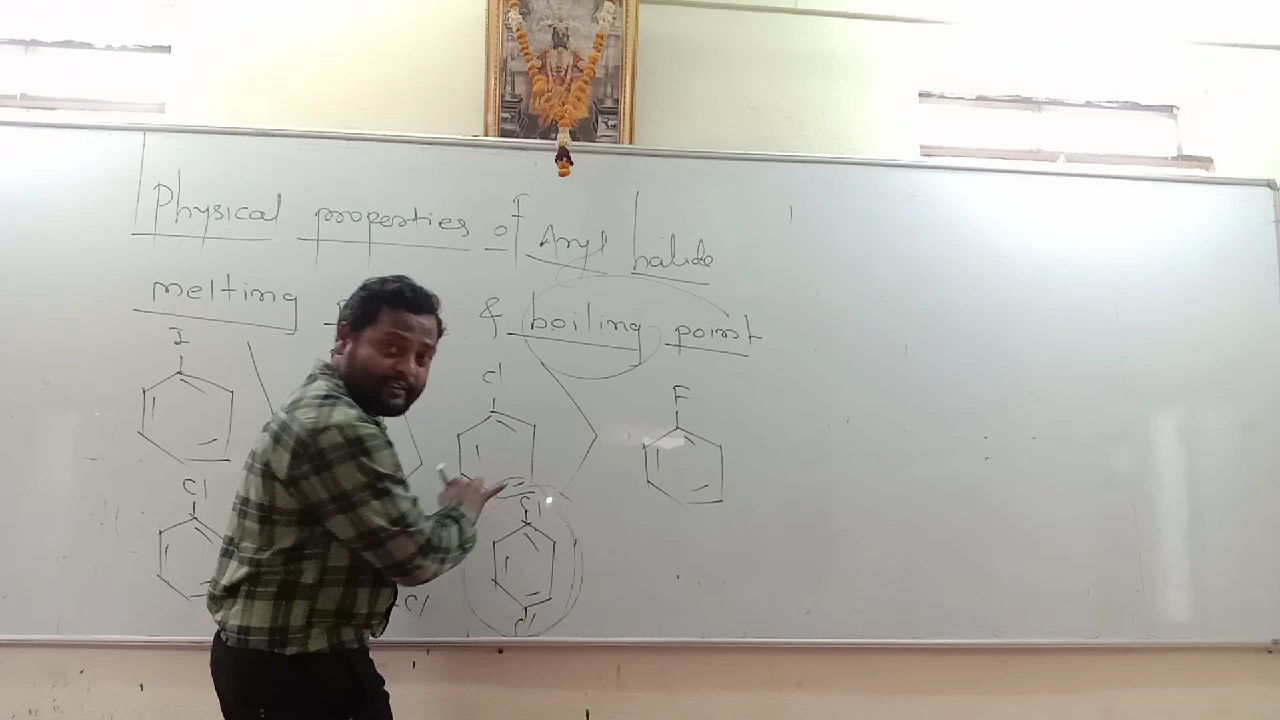 Physical properties of Aryl halide
melting & boiling point
I
Cl
F
Cl
Cl
Cl
Cl